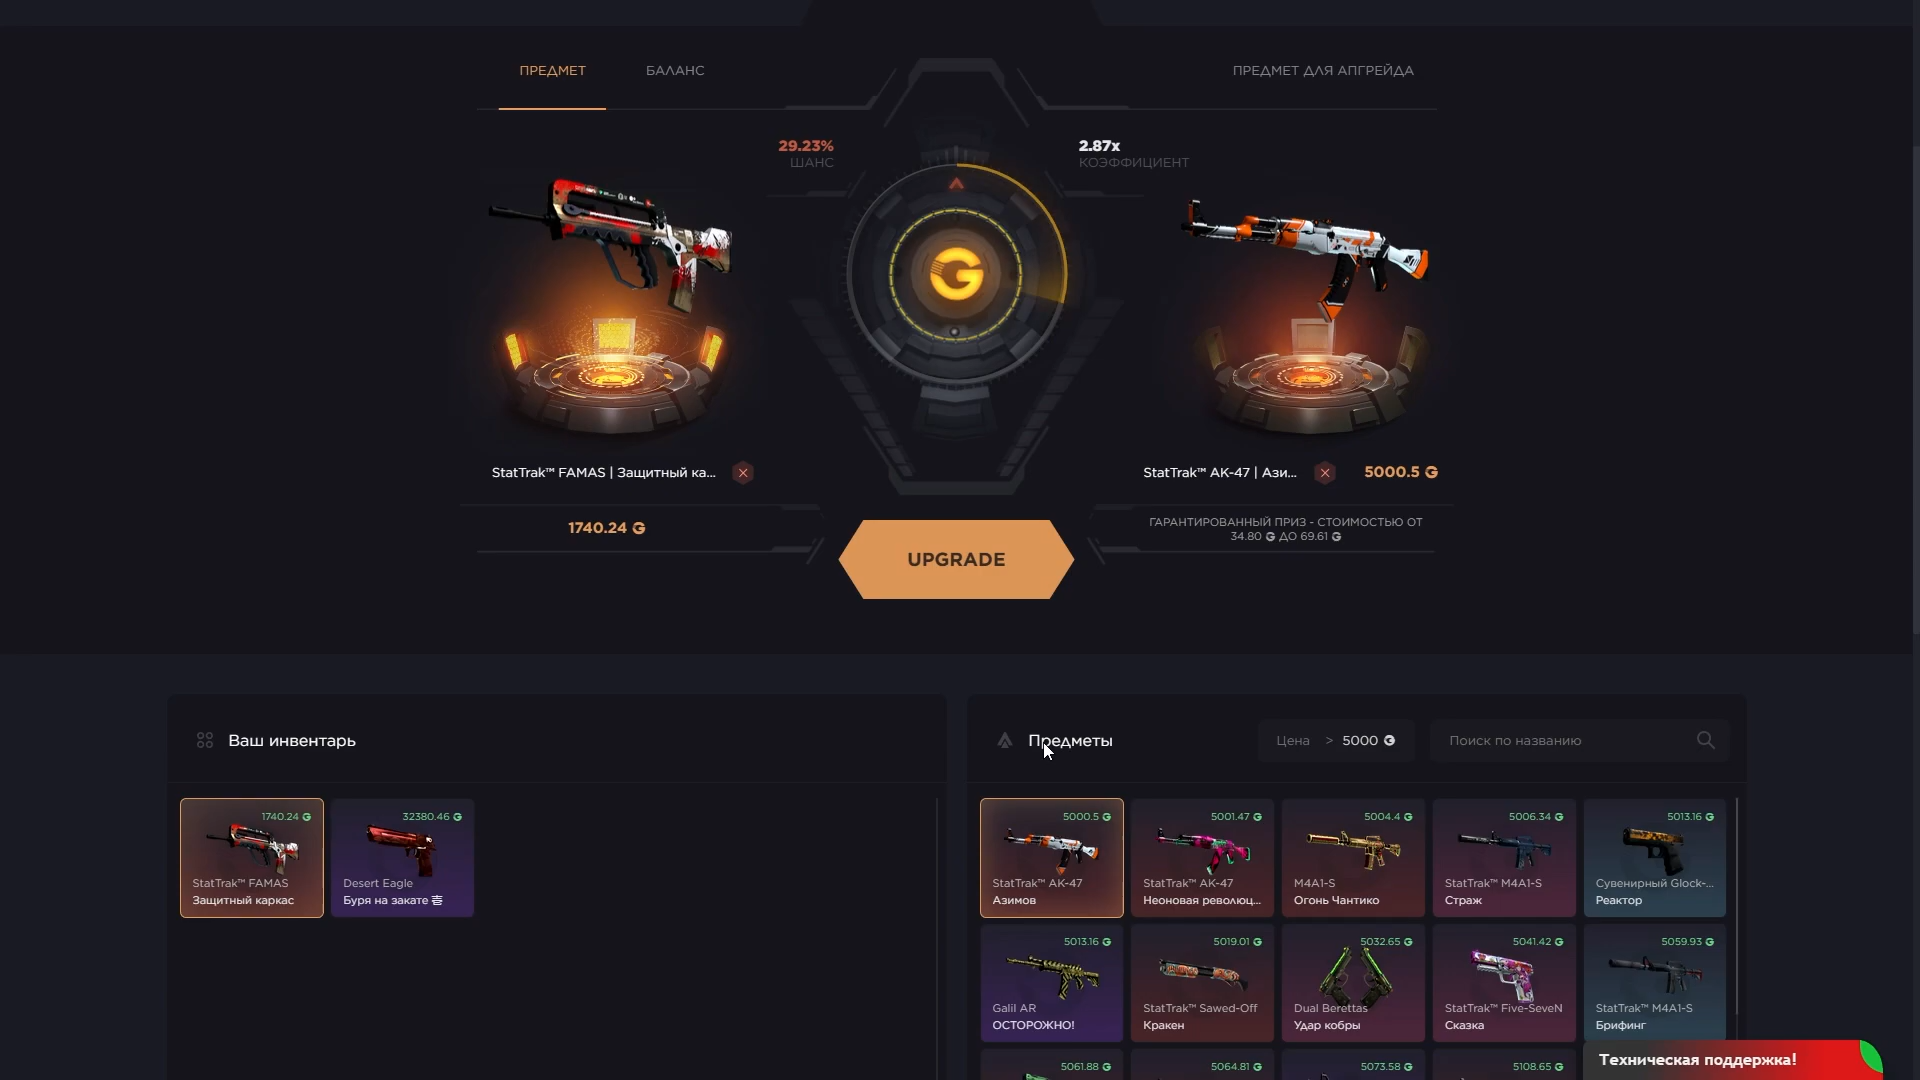 ПРЕДМЕТ
БАЛАНС
ПРЕДМЕТ ДЛЯ АПГРЕЙДА
29.23%
ШАНС
2.87x
КОЭФФИЦИЕНТ
StatTrak™ FAMAS | Защитный ка...
1740.24
StatTrak™ AK-47 | Ази...
5000.5
ГАРАНТИРОВАННЫЙ ПРИЗ - СТОИМОСТЬЮ ОТ
34.80 ДО 69.61
UPGRADE
Ваш инвентарь
1740.24
StatTrak™ FAMAS
Защитный каркас
32380.46
Desert Eagle
Буря на закате 壱
Предметы
Цена > 5000
Поиск по названию
5000.5
StatTrak™ AK-47
Азимов
5001.47
StatTrak™ AK-47
Неоновая революц...
5004.4
M4A1-S
Огонь Чантико
5006.34
StatTrak™ M4A1-S
Страж
5013.16
Сувенирный Glock-...
Реактор
5013.16
Galil AR
ОСТОРОЖНО!
5019.01
StatTrak™ Sawed-Off
Кракен
5032.65
Dual Berettas
Удар кобры
5041.42
StatTrak™ Five-SeveN
Сказка
5059.93
StatTrak™ M4A1-S
Брифинг
5061.88
5064.81
5073.58
5108.65
Техническая поддержка!